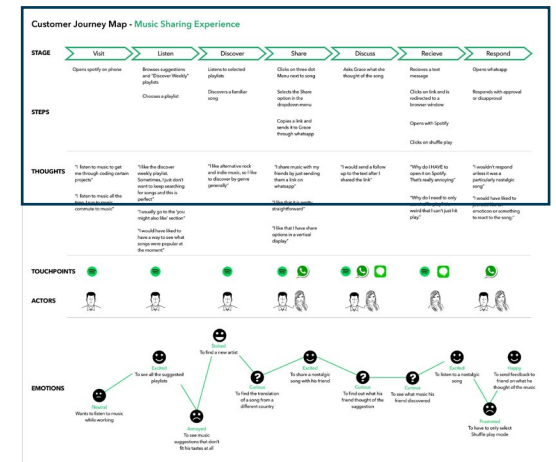 Customer Journey Map - Music Sharing Experience
STAGE
Visit
Listen
Discover
Share
Discuss
Recieve
Respond
STEPS
Opens spotify on phone
Browses suggestions
and "Discover Weekly"
playlists
Chooses a playlist
Listens to selected
playlists
Discovers a familiar
song
Clicks on three dot
Menu next to song
Selects the Share
option in the
dropdown menu
Copies a link and
sends it to Grace
through whatsapp
Asks Grace what she
thought of the song
Recieves a text
message
Clicks on link and is
redirected to a
browser window
Opens with Spotify
Clicks on shuffle play
Opens whatsapp
Responds with approval
or disapproval
THOUGHTS
"I listen to music to get
me through coding certain
projects"
"I listen to music all the
commute to music"
"I like the discover
weekly playlist.
Sometimes, I just don't
want to keep searching
for songs and this is
perfect"
"I usually go to the 'you
might also like' section"
"I would have liked to
have a way to see what
songs were popular at
the moment"
"I like alternative rock
and indie music, so I like
to discover by genre
generally"
"I share music with my
friends by just sending
them a link on
whatsapp"
straightforward"
"I like that I have share
options in a vertical
display"
"I would send a follow
up to the text after I
shared the link"
"Why do I HAVE to
open it on Spotify.
That's really annoying"
"Why do I need to only
weird that I can't just hit
play"
"I wouldn't respond
unless it was a
particularly nostalgic
song"
"I would have liked to
emoticon or something
to react to the song"
TOUCHPOINTS
ACTORS
EMOTIONS
Neutral
Wants to listen to music
while working
Excited
To see all the suggested
playlists
Annoyed
To see music
suggestions that don't
fit his tastes at all
Stoked
To find a new artist
Curious
To find the translation
of a song from a
different country
Excited
To share a nostalgic
song with his friend
Curious
To find out what his
friend thought of the
suggestion
Curious
To see what music his
friend discovered
Excited
To listen to a nostalgic
song
Frustrated
To have to only select
Shuffle play mode
Happy
To send feedback to
friend on what he
thought of the music